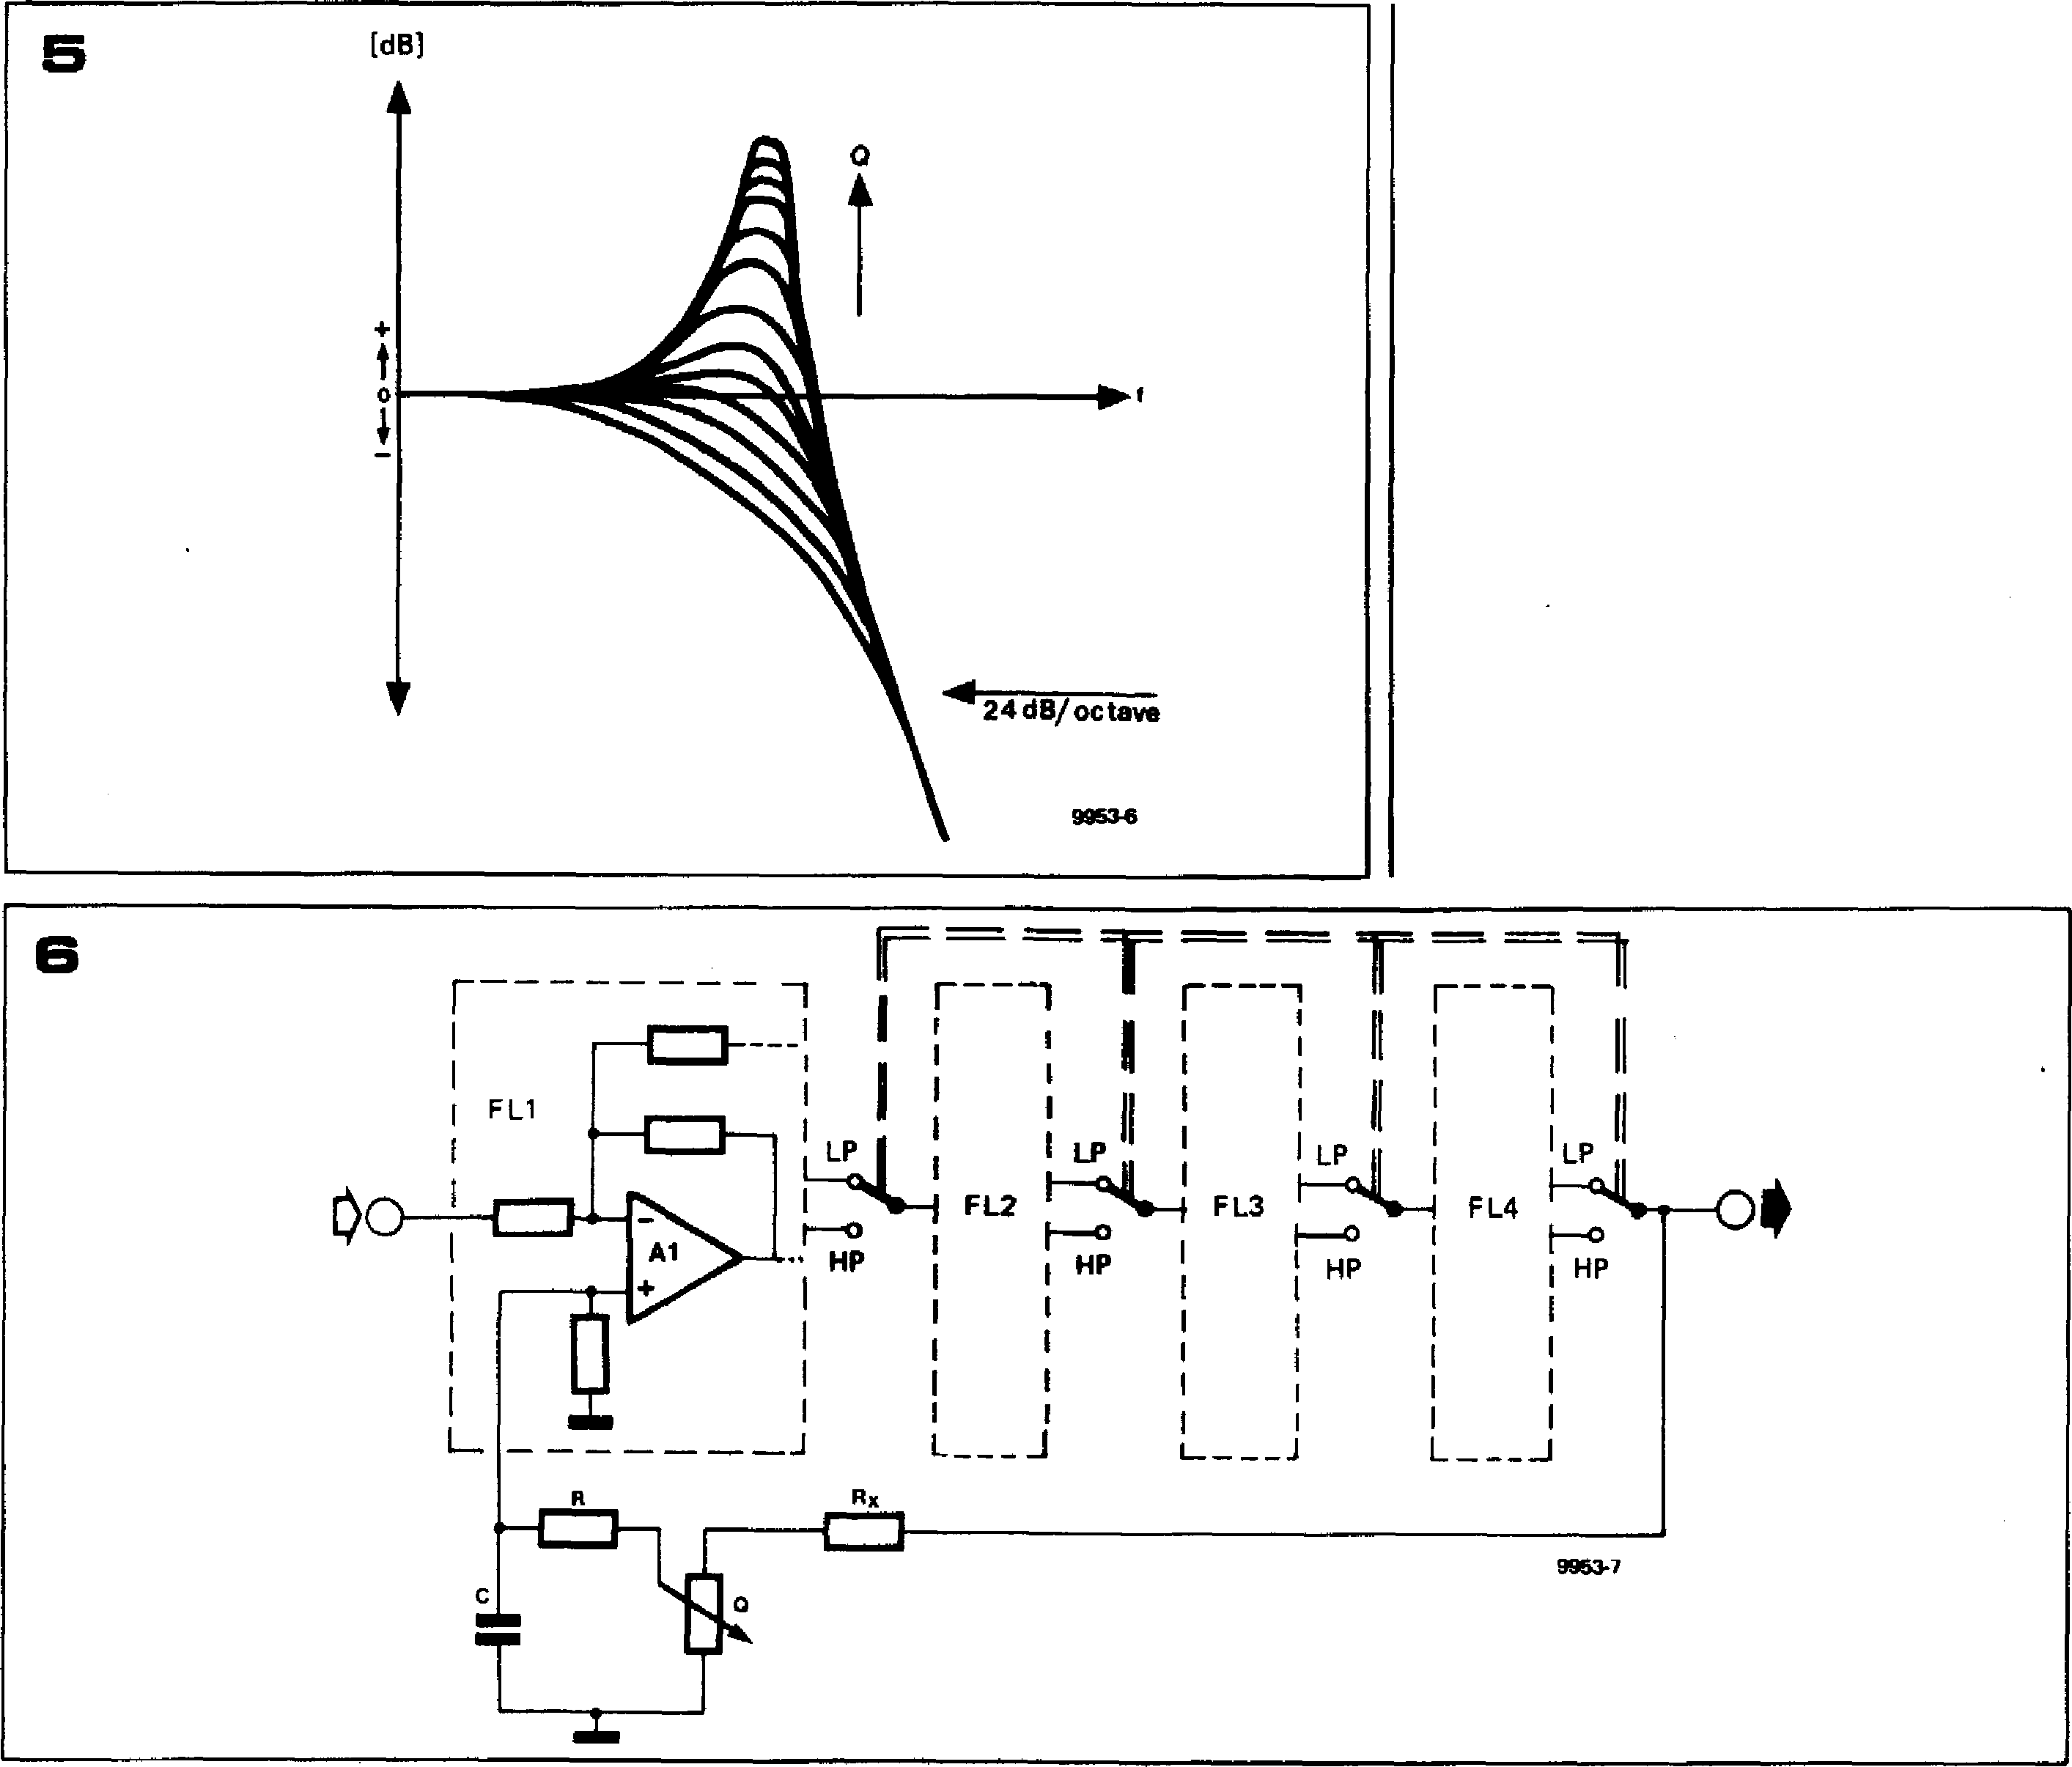 5
[dB]
Q
+
o
f
−
24 dB/octave
9953-6
6
FL1
LP
LP
LP
LP
FL2
FL3
FL4
−
A1
HP
HP
HP
HP
+
R
Rx
9953-7
C
Q